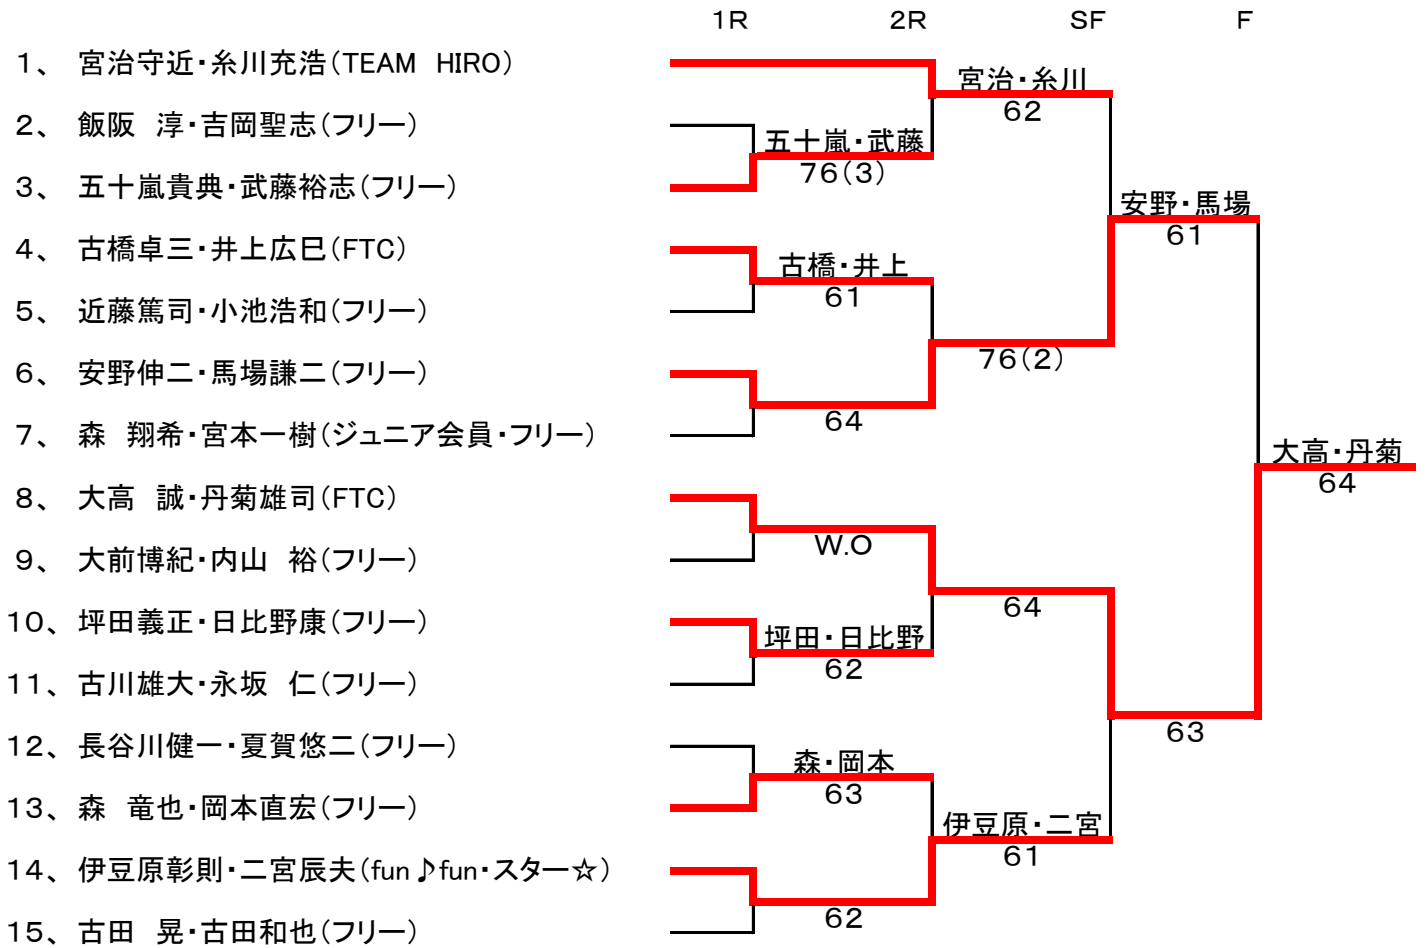 1R 2R SF F
1、 宮治守近・糸川充浩(TEAM HIRO)
宮治・糸川
62
2、 飯阪 淳・吉岡聖志(フリー)
五十嵐・武藤
76(3)
3、 五十嵐貴典・武藤裕志(フリー)
安野・馬場
61
4、 古橋卓三・井上広巳(FTC)
古橋・井上
61
5、 近藤篤司・小池浩和(フリー)
76(2)
6、 安野伸二・馬場謙二(フリー)
64
7、 森 翔希・宮本一樹(ジュニア会員・フリー)
大高・丹菊
64
8、 大高 誠・丹菊雄司(FTC)
W.O
9、 大前博紀・内山 裕(フリー)
64
10、 坪田義正・日比野康(フリー)
坪田・日比野
62
11、 古川雄大・永坂 仁(フリー)
63
12、 長谷川健一・夏賀悠二(フリー)
森・岡本
63
13、 森 竜也・岡本直宏(フリー)
伊豆原・二宮
61
14、 伊豆原彰則・二宮辰夫(fun♪fun・スター☆)
62
15、 古田 晃・古田和也(フリー)